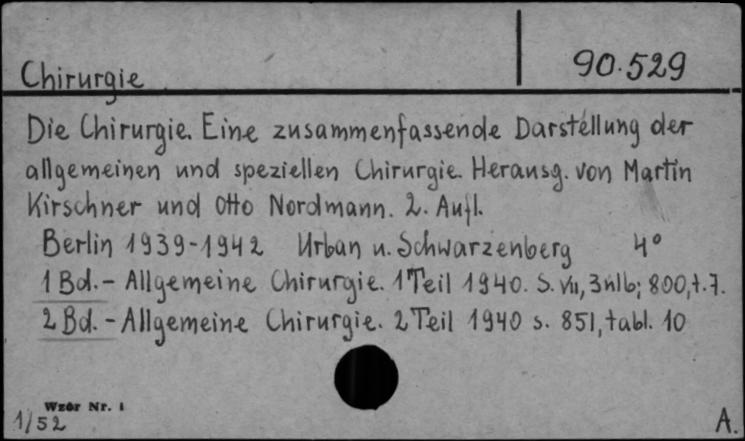 Chirurgie 90.529
Die Chirurgie. Eine zusammenfassende Darstellung der
allgemeinen und speziellen Chirurgie. Herausg. von Martin
Kirschner und Otto Nordmann. 2. Aufl.
Berlin 1939-1942 Urban u. Schwarzenberg 4°
1 Bd. - Allgemeine Chirurgie. 1 Teil 1940. S. VII, 3 nlb; 800, t. 7.
2 Bd. - Allgemeine Chirurgie. 2 Teil 1940 s. 851, tabl. 10
Wzór Nr. 1
1/52 A.